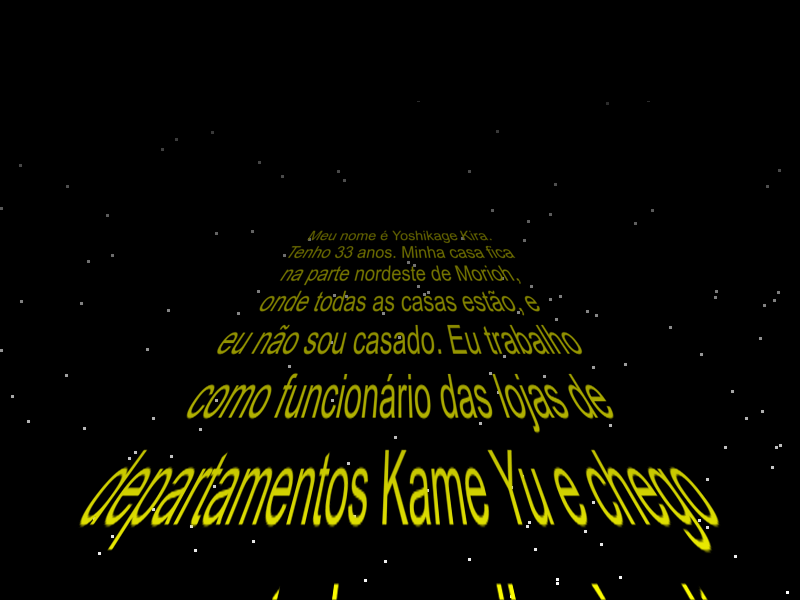 Meu nome é Yoshikage Kira.
Tenho 33 anos. Minha casa fica
na parte nordeste de Morioh,
onde todas as casas estão, e
eu não sou casado. Eu trabalho
como funcionário das lojas de
departamentos Kame Yu e chego